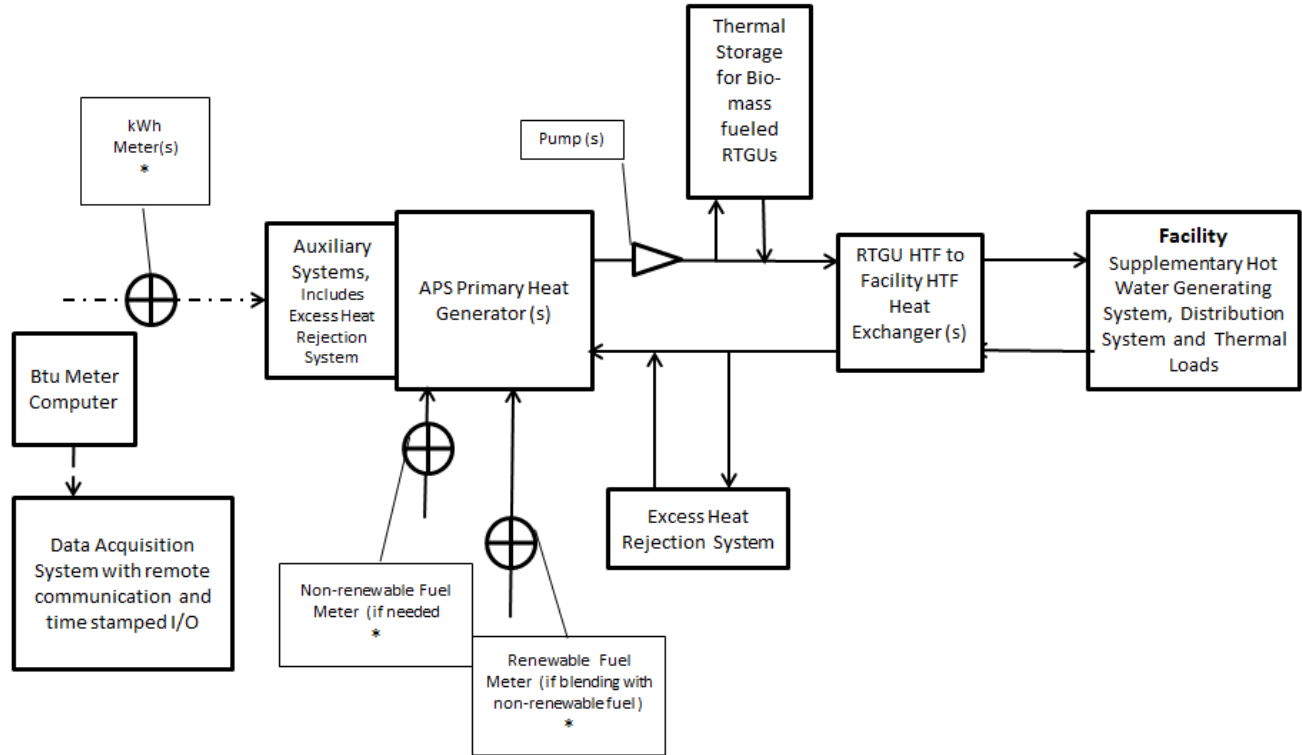 Thermal
Storage
for Bio-
mass
fueled
RTGUs
kWh
Meter(s)
*
Pump (s)
Auxiliary
Systems,
Includes
Excess Heat
Rejection
System
APS Primary Heat
Generator (s)
RTGU HTF to
Facility HTF
Heat
Exchanger (s)
Facility
Supplementary Hot
Water Generating
System, Distribution
System and Thermal
Loads
Btu Meter
Computer
Data Acquisition
System with remote
communication and
time stamped I/O
Excess Heat
Rejection System
Non-renewable Fuel
Meter (if needed
*
Renewable Fuel
Meter (if blending with
non-renewable fuel)
*